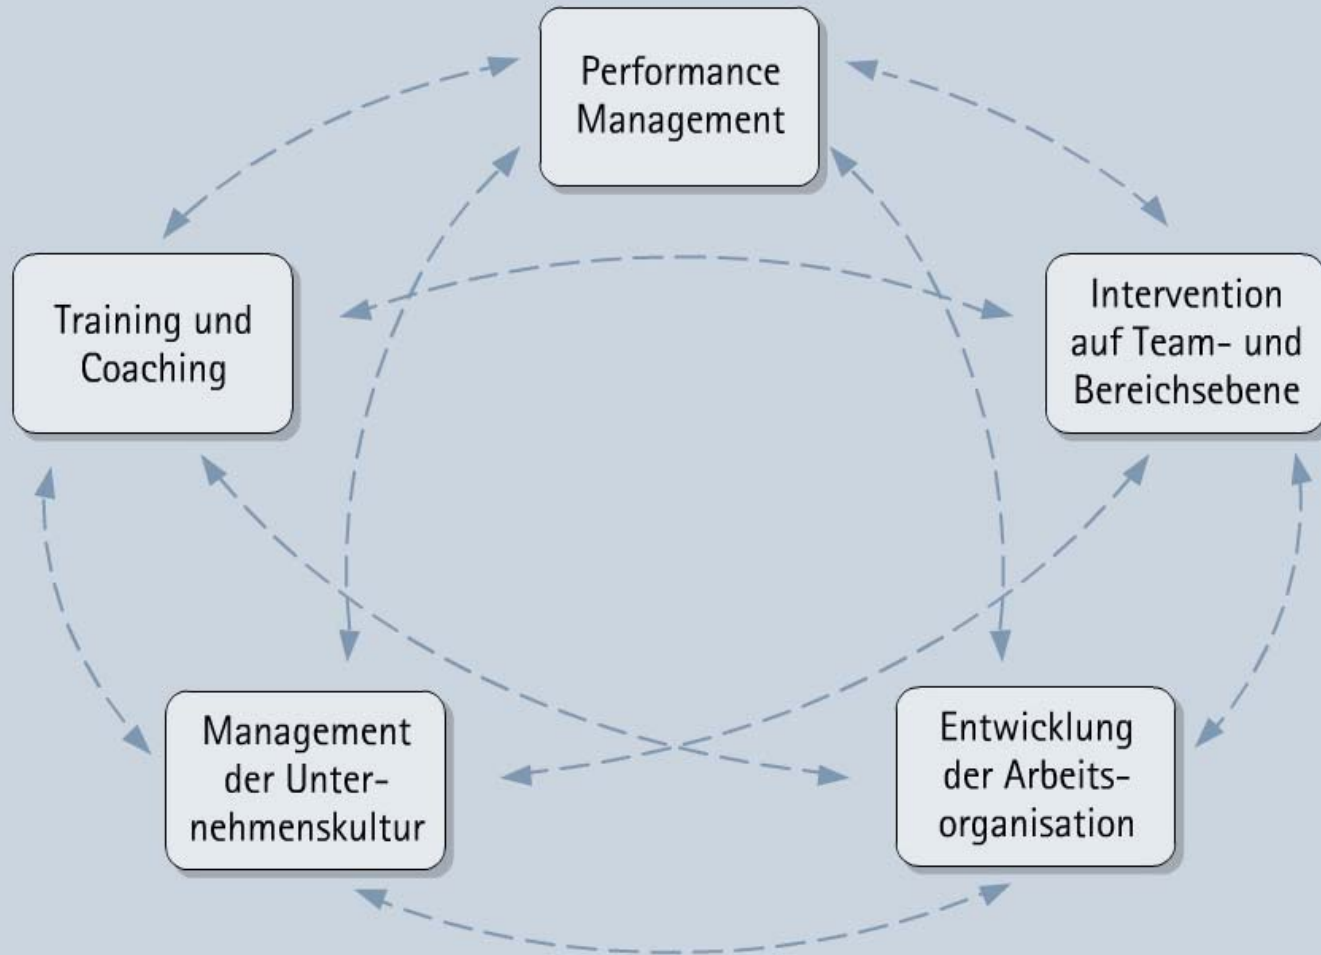 Performance
Management
Training und
Coaching
Intervention
auf Team- und
Bereichsebene
Management
der Unter-
nehmenskultur
Entwicklung
der Arbeits-
organisation